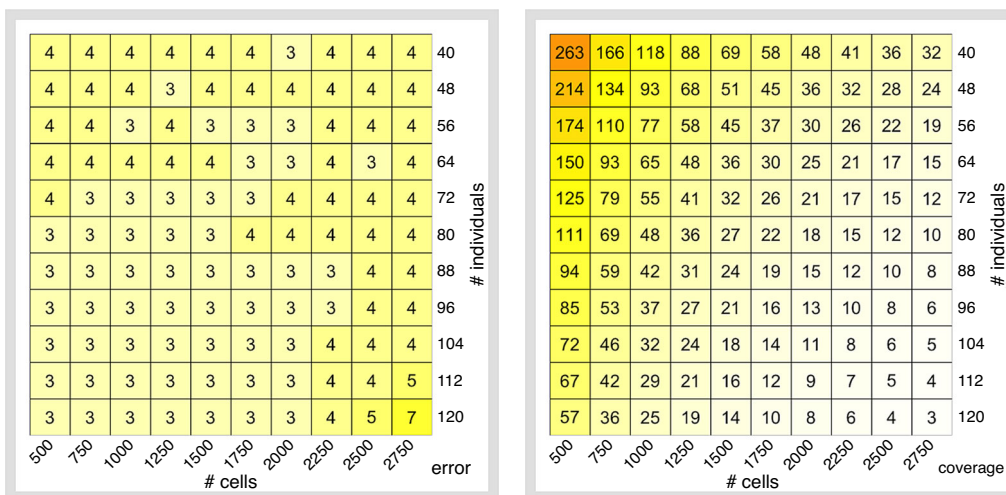 4 4 4 4 4 4 3 4 4 4 40
4 4 4 3 4 4 4 4 4 4 48
4 4 3 4 3 3 3 4 4 4 56
4 4 4 4 4 3 3 4 3 4 64
4 3 3 3 3 3 4 4 4 4 72
3 3 3 3 3 4 4 4 4 4 80
3 3 3 3 3 3 3 3 4 4 88
3 3 3 3 3 3 3 3 4 4 96
3 3 3 3 3 3 3 4 4 4 104
3 3 3 3 3 3 3 4 4 5 112
3 3 3 3 3 3 3 4 5 7 120
500 750 1000 1250 1500 1750 2000 2250 2500 2750
# cells
error
# individuals
263 166 118 88 69 58 48 41 36 32 40
214 134 93 68 51 45 36 32 28 24 48
174 110 77 58 45 37 30 26 22 19 56
150 93 65 48 36 30 25 21 17 15 64
125 79 55 41 32 26 21 17 15 12 72
111 69 48 36 27 22 18 15 12 10 80
94 59 42 31 24 19 15 12 10 8 88
85 53 37 27 21 16 13 10 8 6 96
72 46 32 24 18 14 11 8 6 5 104
67 42 29 21 16 12 9 7 5 4 112
57 36 25 19 14 10 8 6 4 3 120
500 750 1000 1250 1500 1750 2000 2250 2500 2750
# cells
coverage
# individuals